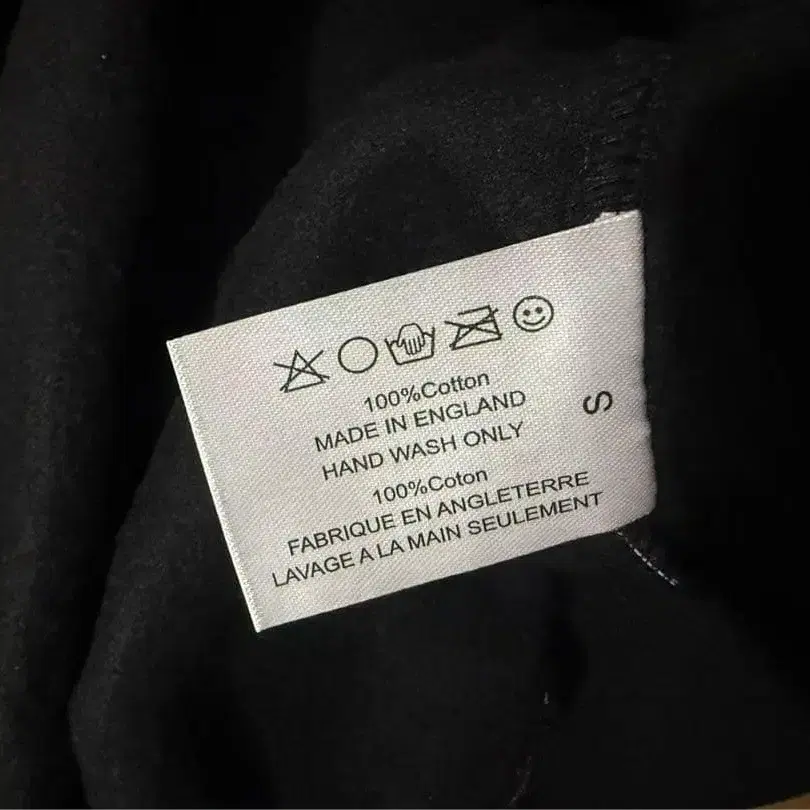 100%Cotton
MADE IN ENGLAND
HAND WASH ONLY
100%Coton
FABRIQUE EN ANGLETERRE
LAVAGE A LA MAIN SEULEMENT
S